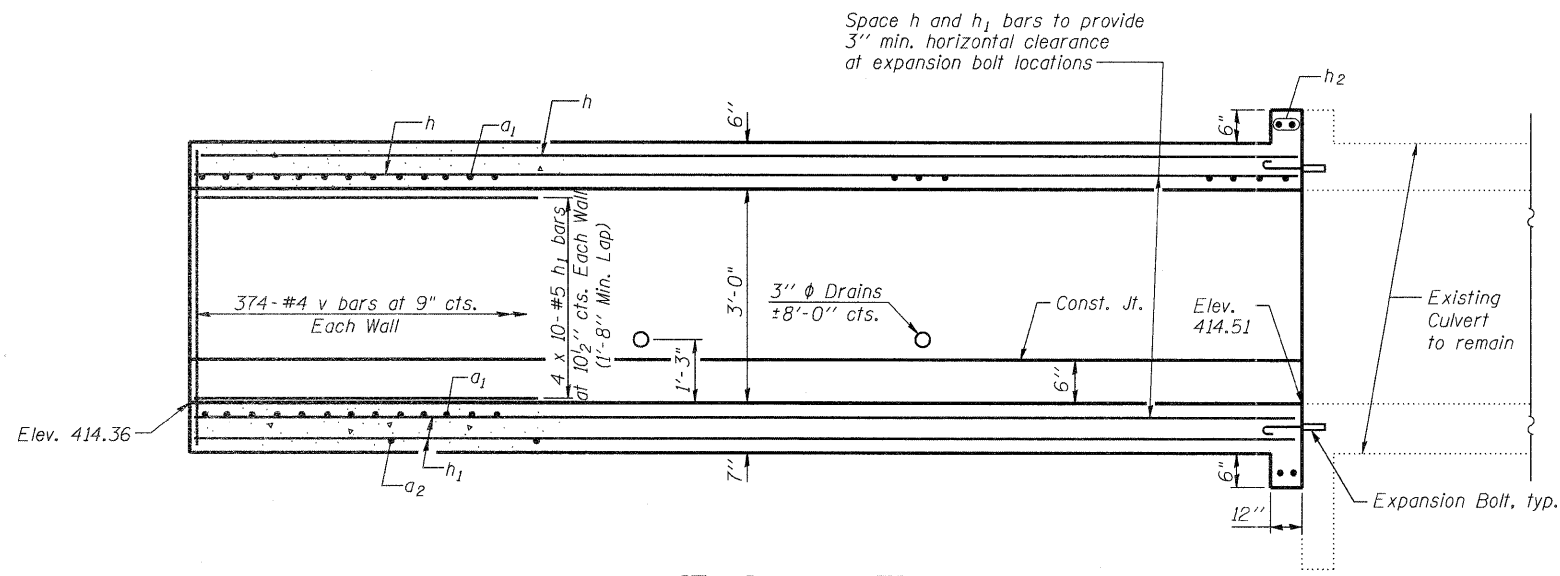 Space h and h₁ bars to provide
3" min. horizontal clearance
at expansion bolt locations
h₂
h
h
a₁
6"
6"
374-#4 v bars at 9" cts.
Each Wall
4 x 10-#5 h₁ bars
at 10½" cts. Each Wall
(1'-8" Min. Lap)
3'-0"
3" ϕ Drains
±8'-0" cts.
Const. Jt.
Elev.
414.51
Existing
Culvert
to remain
1'-3"
6"
a₁
Elev. 414.36
h₁
a₂
7"
6"
12"
Expansion Bolt, typ.